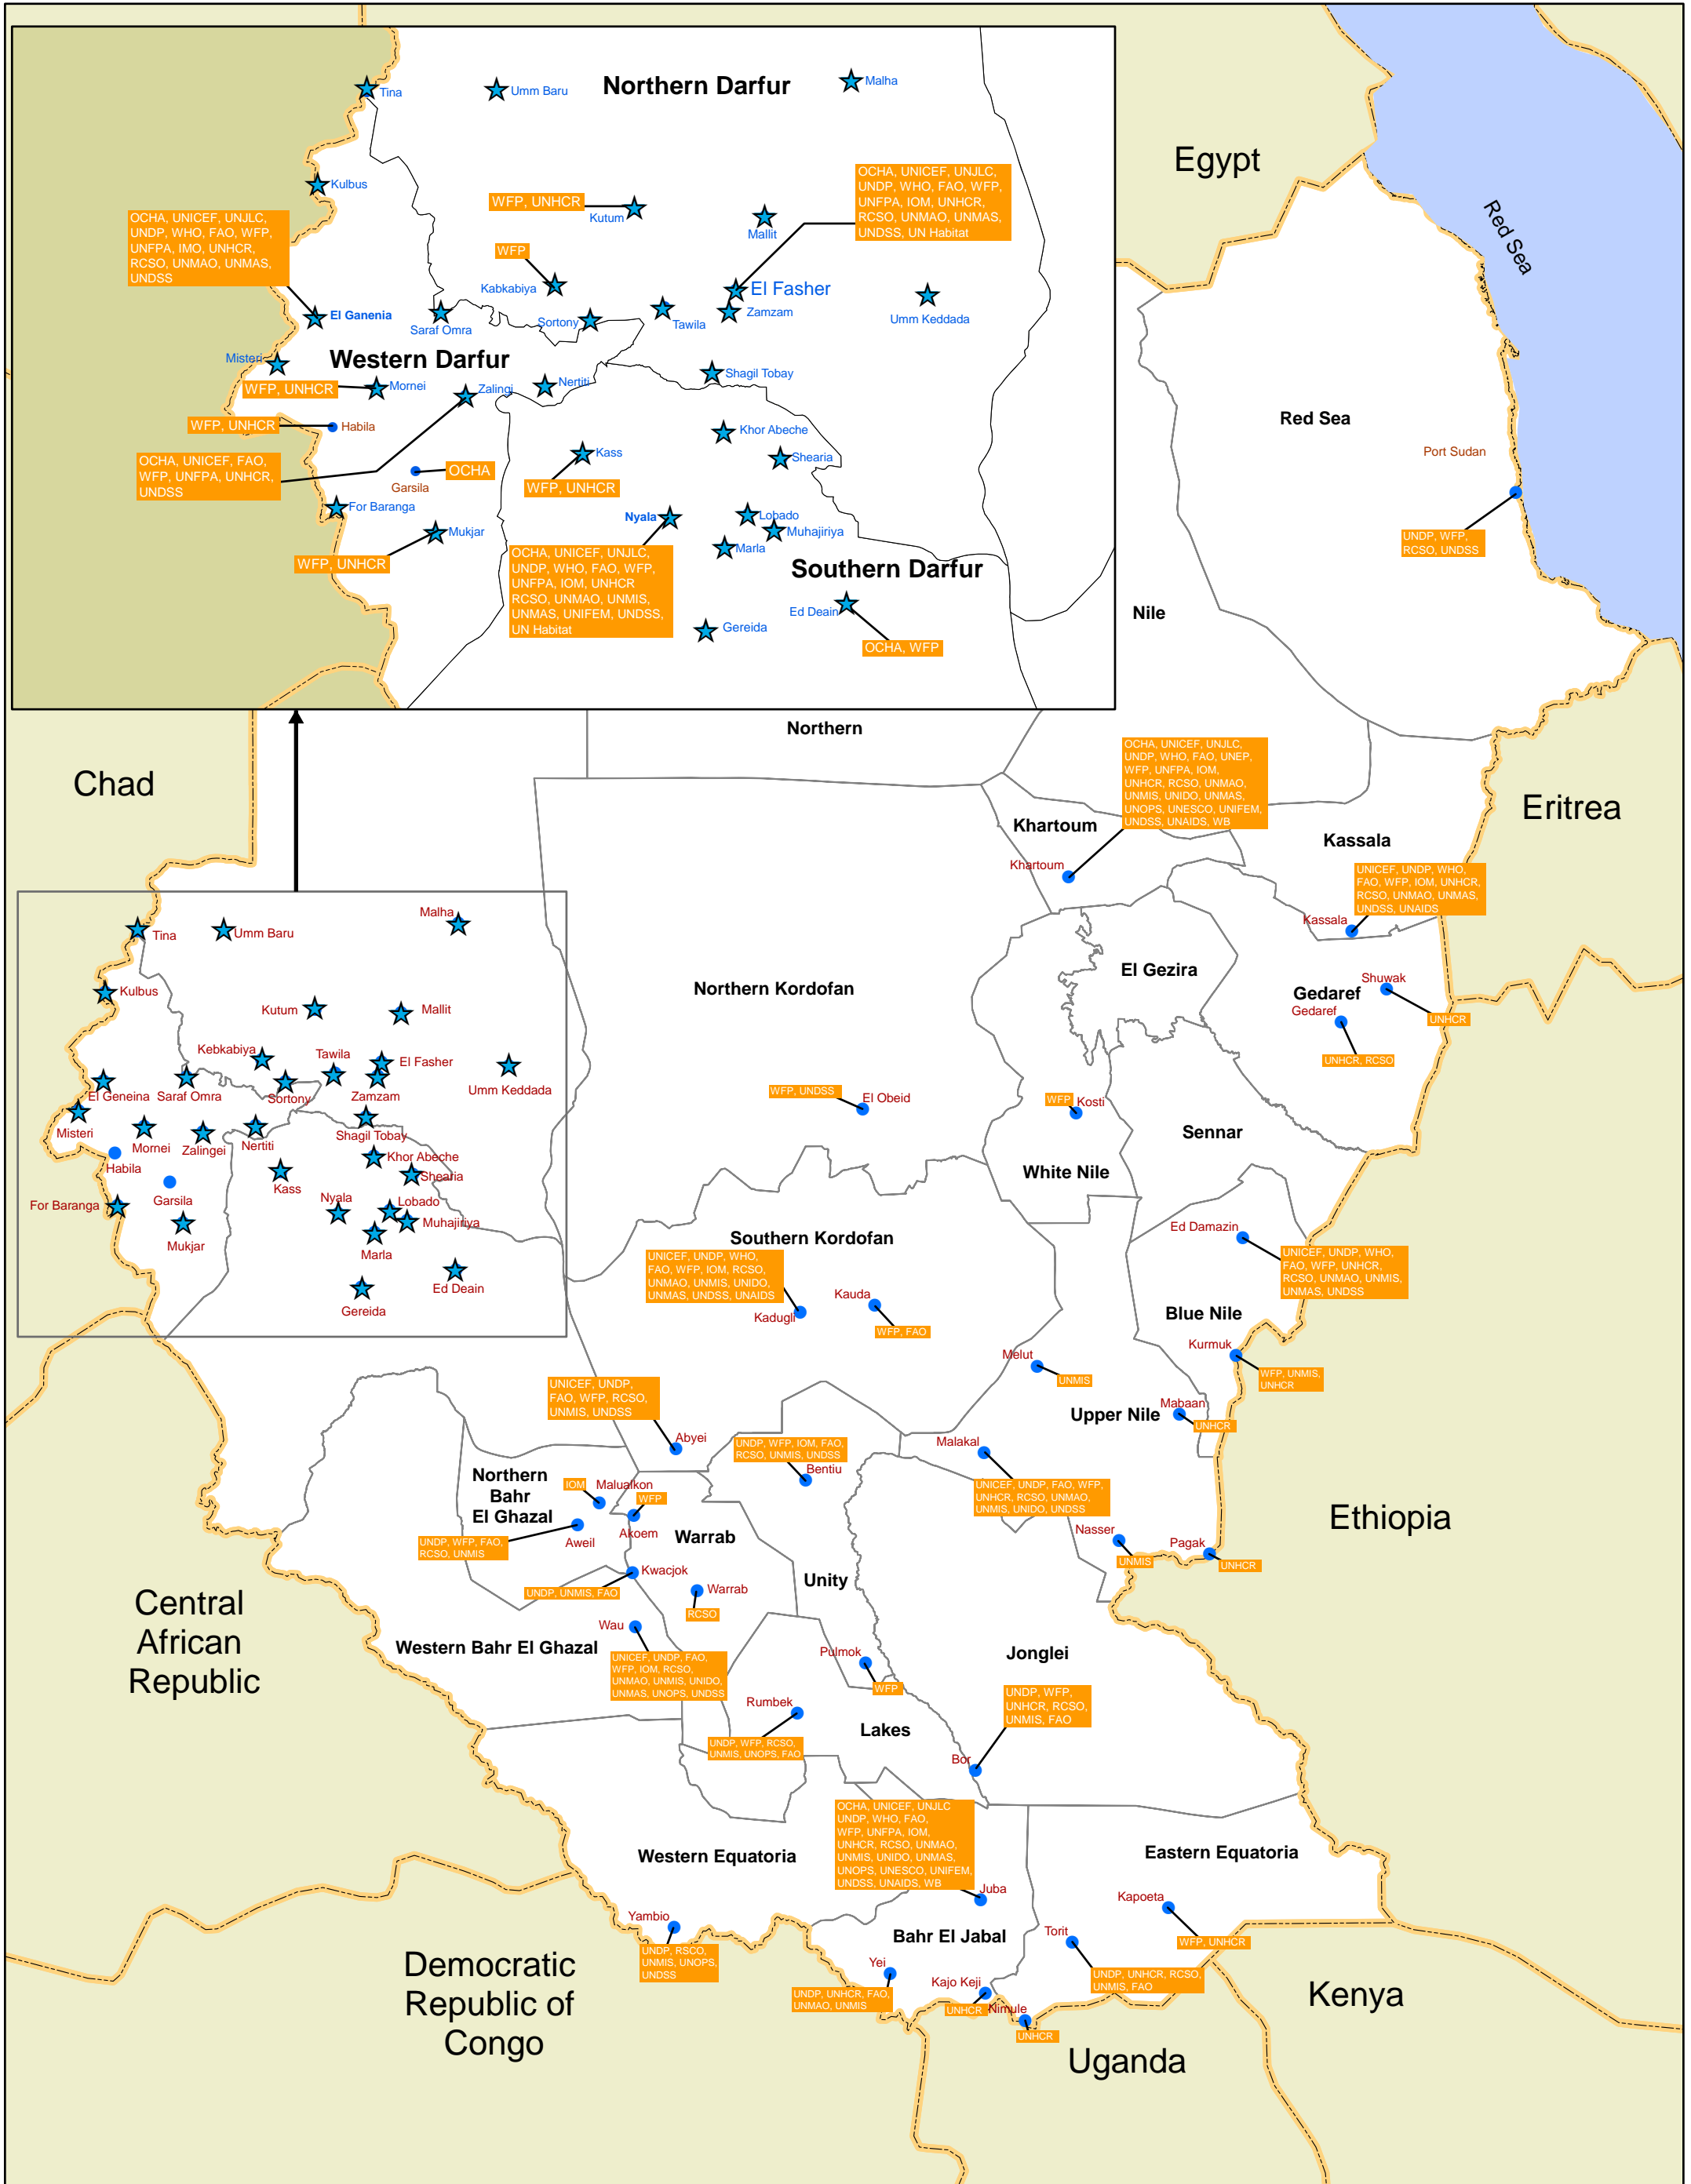 Northern Darfur
Tina
Umm Baru
Malha
Kulbus
WFP, UNHCR
Kutum
Mallit
OCHA, UNICEF, UNJLC,
UNDP, WHO, FAO, WFP,
UNFPA, IOM, UNHCR,
RCSO, UNMAO, UNMAS,
UNDSS, UN Habitat
OCHA, UNICEF, UNJLC,
UNDP, WHO, FAO, WFP,
UNFPA, IMO, UNHCR,
RCSO, UNMAO, UNMAS,
UNDSS
WFP
Kabkabiya
El Fasher
Zamzam
Umm Keddada
El Ganenia
Saraf Omra
Sortony
Tawila
Misteri
Western Darfur
WFP, UNHCR
Mornei
Zalingi
Nertiti
Shagil Tobay
WFP, UNHCR
Habila
Khor Abeche
Shearia
OCHA, UNICEF, FAO,
WFP, UNFPA, UNHCR,
UNDSS
OCHA
Garsila
Kass
WFP, UNHCR
For Baranga
Mukjar
WFP, UNHCR
Nyala
Lobado
Muhajiriya
Marla
OCHA, UNICEF, UNJLC,
UNDP, WHO, FAO, WFP,
UNFPA, IOM, UNHCR
RCSO, UNMAO, UNMIS,
UNMAS, UNIFEM, UNDSS,
UN Habitat
Southern Darfur
Ed Deain
Gereida
OCHA, WFP
Egypt
Red Sea
Red Sea
Port Sudan
UNDP, WFP,
RCSO, UNDSS
Nile
Northern
Chad
Eritrea
OCHA, UNICEF, UNJLC,
UNDP, WHO, FAO, UNEP,
WFP, UNFPA, IOM,
UNHCR, RCSO, UNMAO,
UNMIS, UNIDO, UNMAS,
UNOPS, UNESCO, UNIFEM,
UNDSS, UNAIDS, WB
Khartoum
Khartoum
Kassala
UNICEF, UNDP, WHO,
FAO, WFP, IOM, UNHCR,
RCSO, UNMAO, UNMAS,
UNDSS, UNAIDS
Kassala
Tina
Umm Baru
Malha
Kulbus
Kutum
Mallit
Kebkabiya
Tawila
El Fasher
El Geneina
Saraf Omra
Sortony
Zamzam
Umm Keddada
Misteri
Mornei
Zalingei
Nertiti
Shagil Tobay
Habila
Khor Abeche
Shearia
Kass
For Baranga
Garsila
Nyala
Lobado
Muhajiriya
Mukjar
Marla
Ed Deain
Gereida
Northern Kordofan
El Gezira
Gedaref
Gedaref
Shuwak
UNHCR
UNHCR, RCSO
WFP, UNDSS
El Obeid
WFP
Kosti
Sennar
White Nile
Southern Kordofan
UNICEF, UNDP, WHO,
FAO, WFP, IOM, RCSO,
UNMAO, UNMIS, UNIDO,
UNMAS, UNDSS, UNAIDS
Kadugli
Kauda
WFP, FAO
Ed Damazin
UNICEF, UNDP, WHO,
FAO, WFP, UNHCR,
RCSO, UNMAO, UNMIS,
UNMAS, UNDSS
Blue Nile
Kurmuk
WFP, UNMIS,
UNHCR
Melut
UNMIS
Upper Nile
Mabaan
UNHCR
UNICEF, UNDP,
FAO, WFP, RCSO,
UNMIS, UNDSS
Abyei
UNDP, WFP, IOM, FAO,
RCSO, UNMIS, UNDSS
Bentiu
Malakal
UNICEF, UNDP, FAO, WFP,
UNHCR, RCSO, UNMAO,
UNMIS, UNIDO, UNDSS
Northern
Bahr
El Ghazal
IOM
Malualkon
WFP
Akoem
UNDP, WFP, FAO,
RCSO, UNMIS
Aweil
Warrab
Nasser
UNMIS
Pagak
UNHCR
Ethiopia
Kwacjok
UNDP, UNMIS, FAO
Warrab
RCSO
Unity
Central
African
Republic
Western Bahr El Ghazal
Wau
UNICEF, UNDP, FAO,
WFP, IOM, RCSO,
UNMAO, UNMIS, UNIDO,
UNMAS, UNOPS, UNDSS
Pulmok
WFP
Jonglei
Rumbek
UNDP, WFP, RCSO,
UNMIS, UNOPS, FAO
Lakes
UNDP, WFP,
UNHCR, RCSO,
UNMIS, FAO
Bor
Western Equatoria
OCHA, UNICEF, UNJLC
UNDP, WHO, FAO,
WFP, UNFPA, IOM,
UNHCR, RCSO, UNMAO,
UNMIS, UNIDO, UNMAS,
UNOPS, UNESCO, UNIFEM,
UNDSS, UNAIDS, WB
Juba
Eastern Equatoria
Kapoeta
WFP, UNHCR
Yambio
UNDP, RSCO,
UNMIS, UNOPS,
UNDSS
Bahr El Jabal
Torit
UNDP, UNHCR, RCSO,
UNMIS, FAO
Yei
UNDP, UNHCR, FAO,
UNMAO, UNMIS
Kajo Keji
UNHCR
Nimule
UNHCR
Democratic
Republic of
Congo
Kenya
Uganda